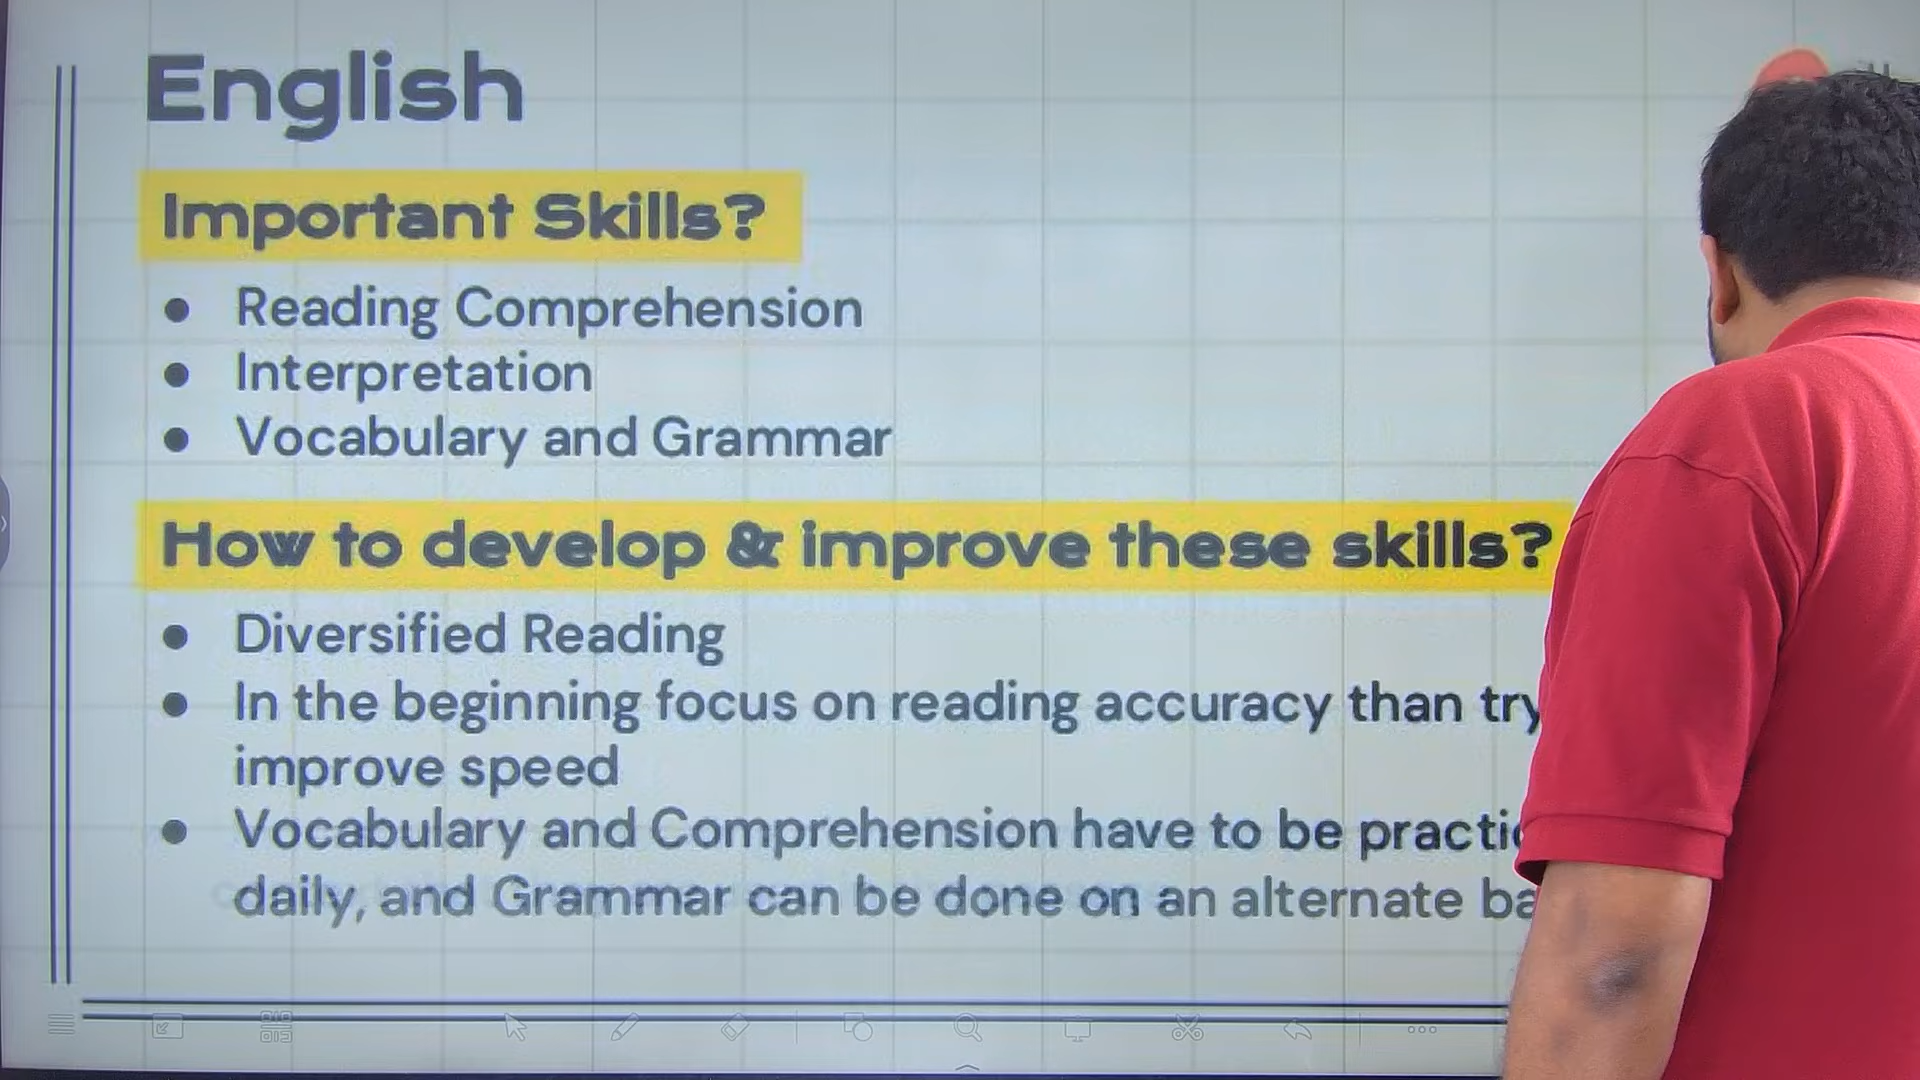 English
Important Skills?
● Reading Comprehension
● Interpretation
● Vocabulary and Grammar
How to develop & improve these skills?
● Diversified Reading
● In the beginning focus on reading accuracy than
improve speed
● Vocabulary and Comprehension have to be
daily, and Grammar can be done on an alternate